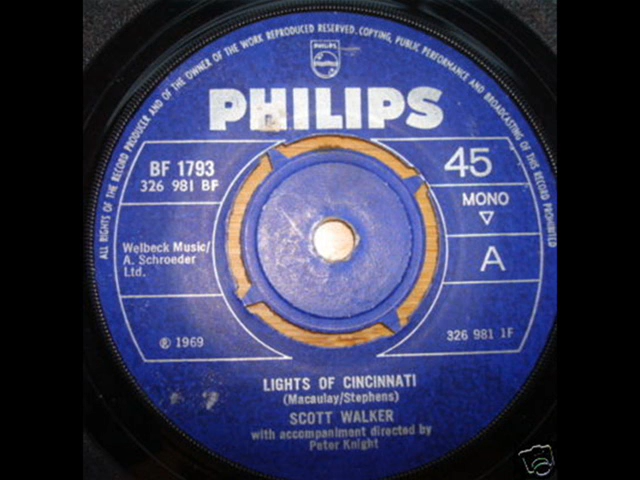 ALL RIGHTS OF THE RECORD PRODUCER AND OF THE OWNER OF THE WORK REPRODUCED RESERVED. COPYING, PUBLIC PERFORMANCE AND BROADCASTING OF THIS RECORD PROHIBITED
PHILIPS
PHILIPS
BF 1793
326 981 BF
45
MONO
A
Welbeck Music/
A. Schroeder
Ltd.
℗ 1969
326 981 1F
LIGHTS OF CINCINNATI
(Macaulay/Stephens)
SCOTT WALKER
with accompaniment directed by
Peter Knight